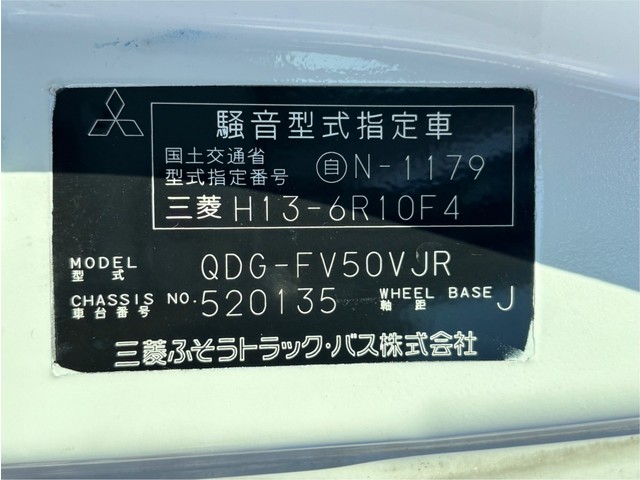 騒音型式指定車
国土交通省
型式指定番号 自N-1179
三菱 H13-6R10F4
MODEL
型式 QDG-FV50VJR
CHASSIS NO. 520135 WHEEL BASE J
車台番号 軸距
三菱ふそうトラック・バス株式会社